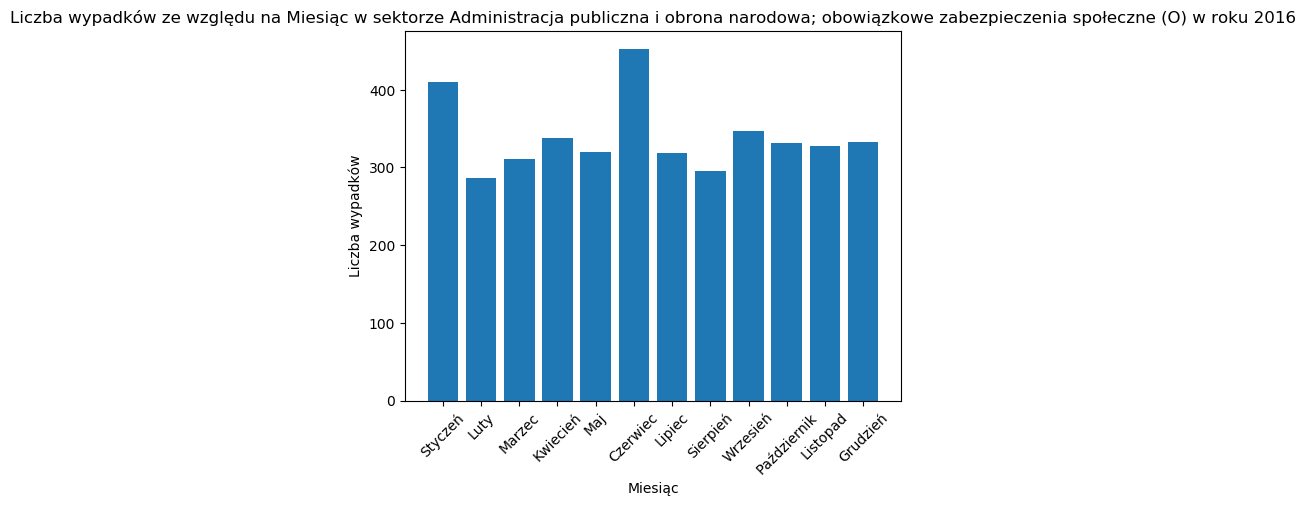 Liczba wypadków ze względu na Miesiąc w sektorze Administracja publiczna i obrona narodowa; obowiązkowe zabezpieczenia społeczne (O) w roku 2016
400
300
200
100
0
Liczba wypadków
Styczeń
Luty
Marzec
Kwiecień
Maj
Czerwiec
Lipiec
Sierpień
Wrzesień
Październik
Listopad
Grudzień
Miesiąc